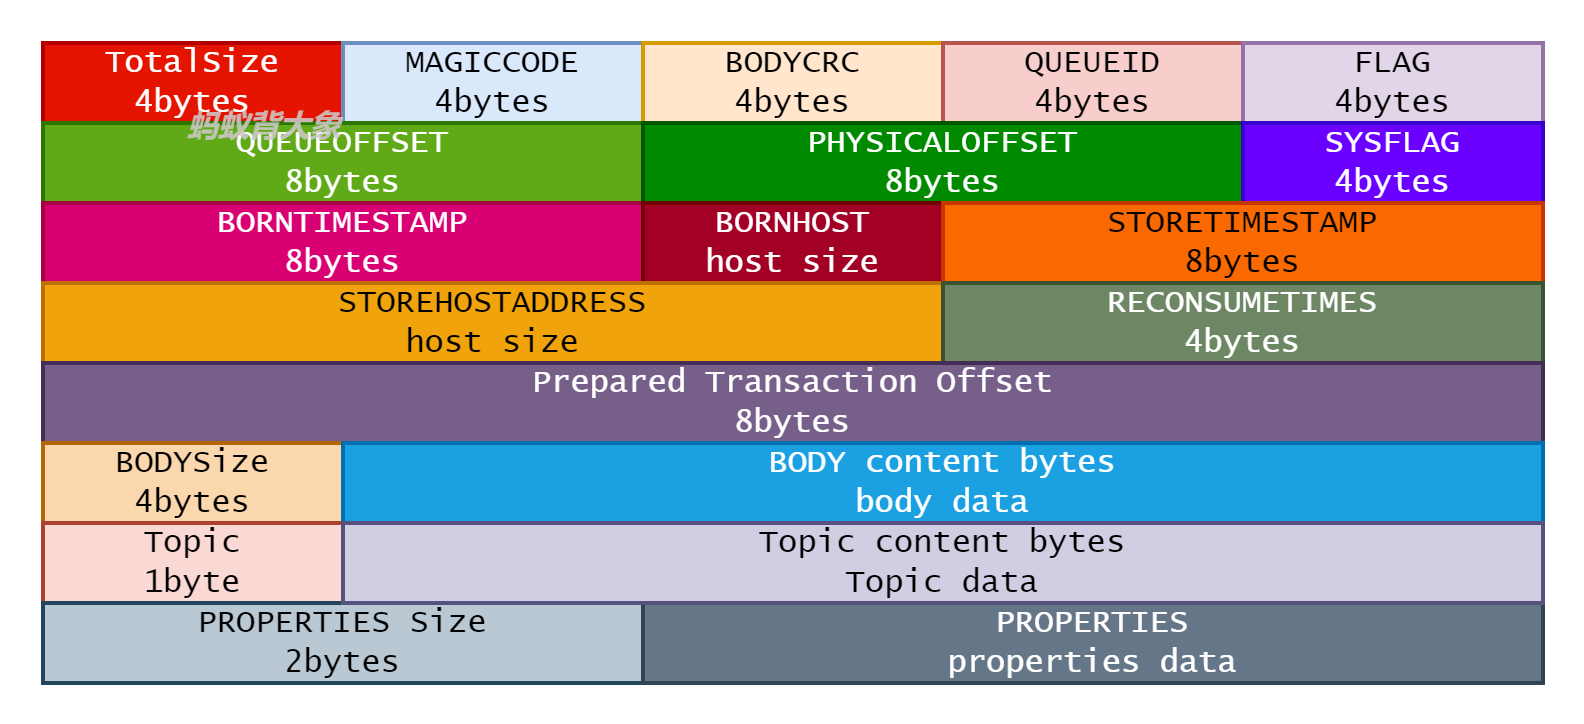 TotalSize
4bytes
MAGICCODE
4bytes
BODYCRC
4bytes
QUEUEID
4bytes
FLAG
4bytes
蚂蚁背大象
QUEUEOFFSET
8bytes
PHYSICALOFFSET
8bytes
SYSFLAG
4bytes
BORNTIMESTAMP
8bytes
BORNHOST
host size
STORETIMESTAMP
8bytes
STOREHOSTADDRESS
host size
RECONSUMETIMES
4bytes
Prepared Transaction Offset
8bytes
BODYSize
4bytes
BODY content bytes
body data
Topic
1byte
Topic content bytes
Topic data
PROPERTIES Size
2bytes
PROPERTIES
properties data